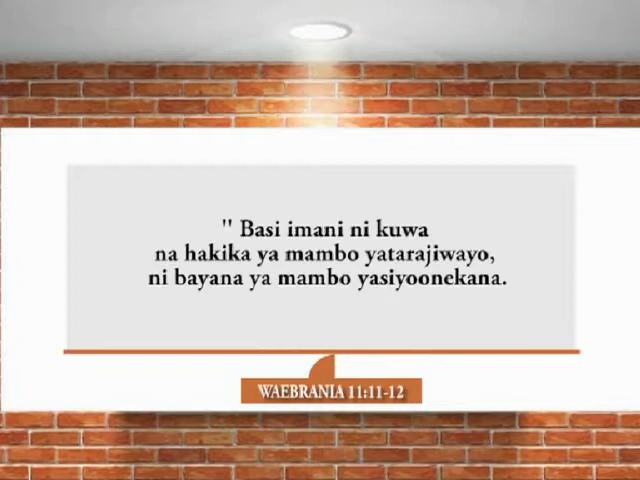 " Basi imani ni kuwa
na hakika ya mambo yatarajiwayo,
ni bayana ya mambo yasiyoonekana.
WAEBRANIA 11:11-12